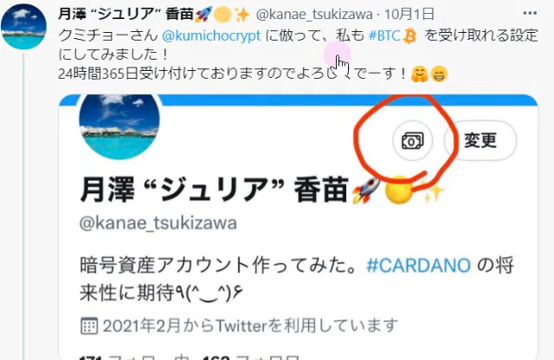 月澤 “ジュリア” 香苗🚀🌕✨ @kanae_tsukizawa · 10月1日
クミチョーさん @kumichocrypt に倣って、私も #BTC を受け取れる設定
にしてみました！
24時間365日受け付けておりますのでよろしくでーす！🤗😁
変更
月澤 “ジュリア” 香苗🚀🌕✨
@kanae_tsukizawa
暗号資産アカウント作ってみた。#CARDANO の将
来性に期待٩(^‿^)۶
2021年2月からTwitterを利用しています